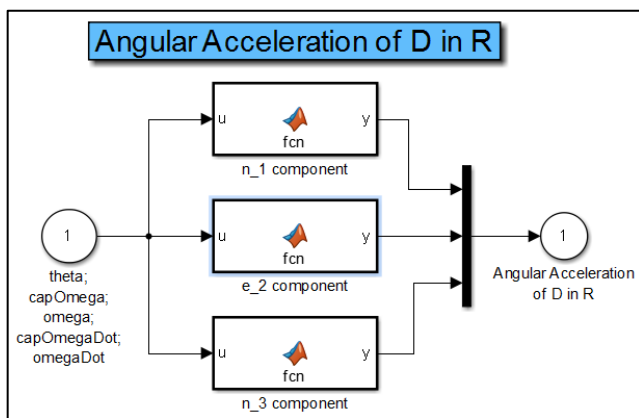 Angular Acceleration of D in R
u
y
fcn
n_1 component
u
y
fcn
e_2 component
1
theta;
capOmega;
omega;
capOmegaDot;
omegaDot
u
y
fcn
n_3 component
1
Angular Acceleration
of D in R